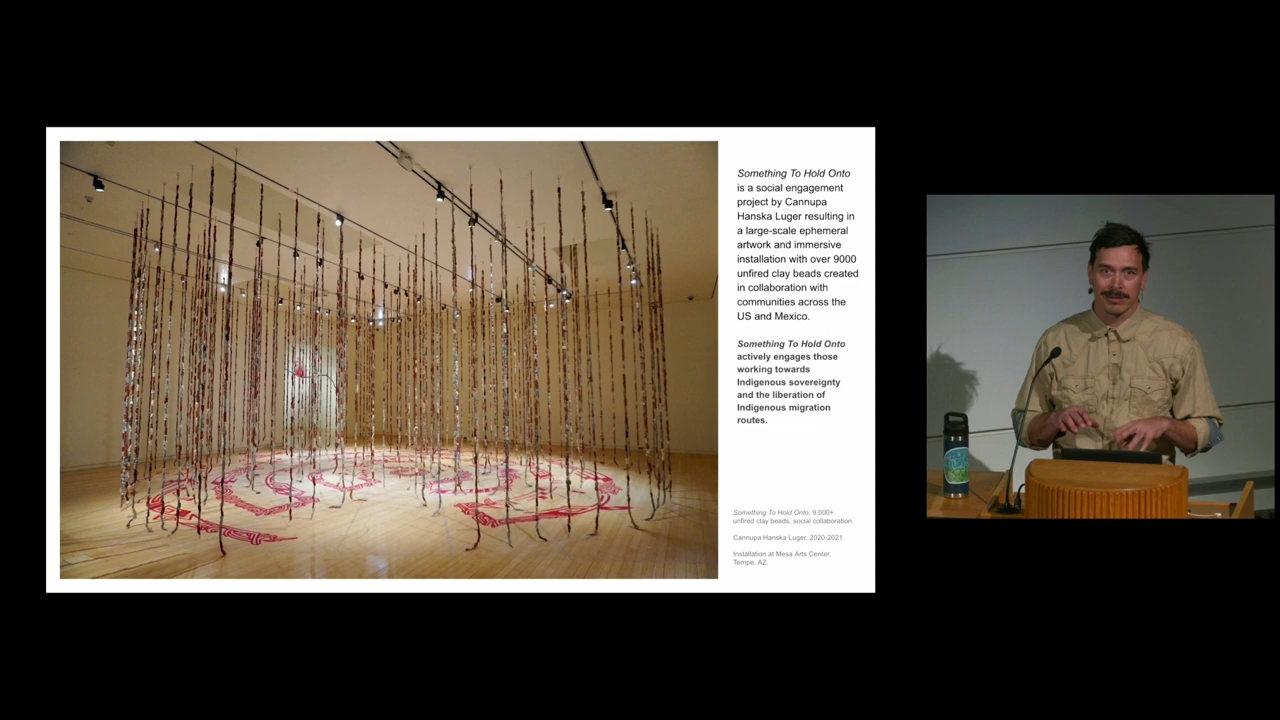 Something To Hold Onto
is a social engagement
project by Cannupa
Hanska Luger resulting in
a large-scale ephemeral
artwork and immersive
installation with over 9000
unfired clay beads created
in collaboration with
communities across the
US and Mexico.
Something To Hold Onto
actively engages those
working towards
Indigenous sovereignty
and the liberation of
Indigenous migration
routes.
Something To Hold Onto, 9,000+
unfired clay beads, social collaboration.
Cannupa Hanska Luger, 2020-2021.
Installation at Mesa Arts Center,
Tempe, AZ.